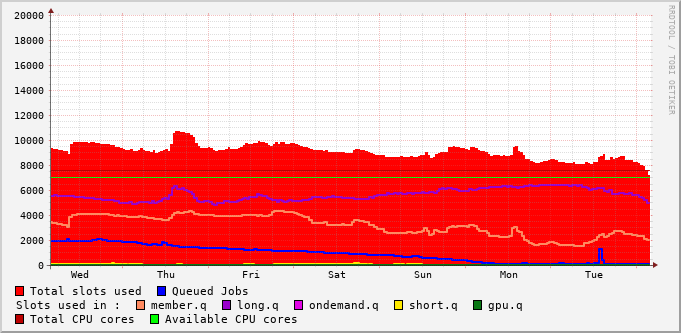 RRDTOOL / TOBI OETIKER
20000
18000
16000
14000
12000
10000
8000
6000
4000
2000
0
Wed Thu Fri Sat Sun Mon Tue
Total slots used Queued Jobs
Slots used in : member.q long.q ondemand.q short.q gpu.q
Total CPU cores Available CPU cores